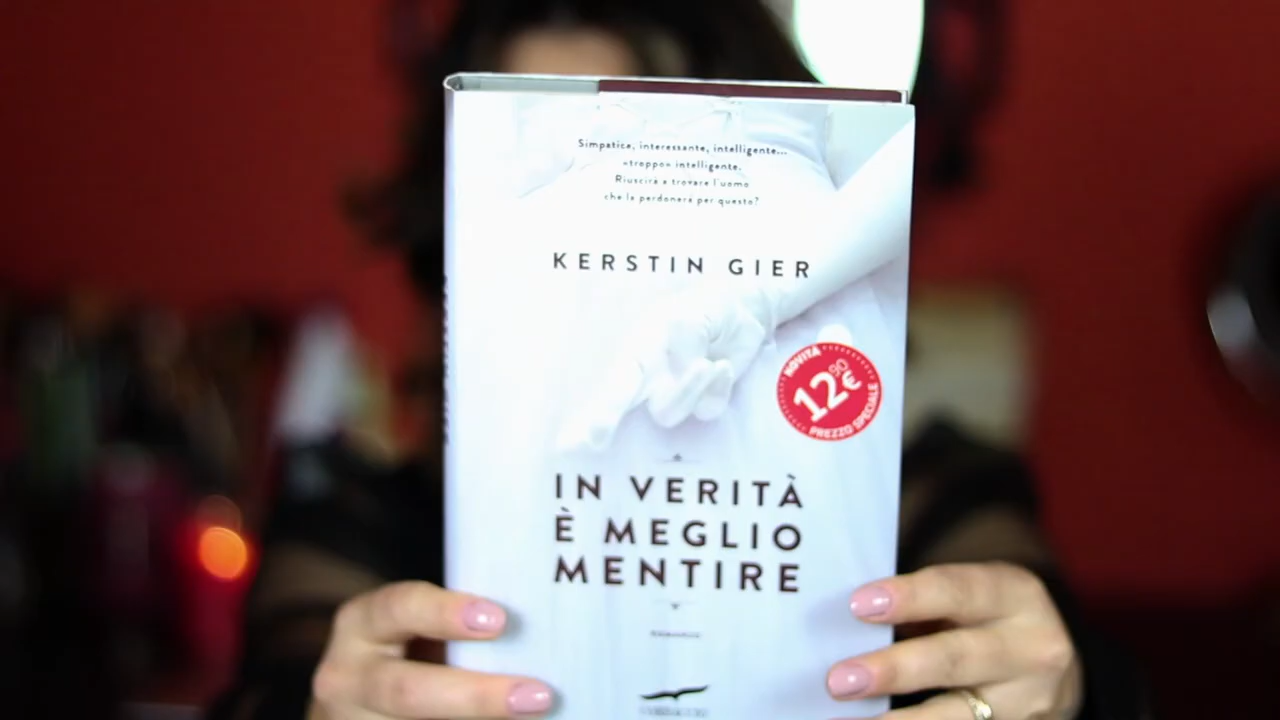 Simpatica, interessante, intelligente...
«troppo» intelligente.
Riuscirà a trovare l'uomo
che la perdonerà per questo?
KERSTIN GIER
NOVITÀ
12,90 €
PREZZO SPECIALE
IN VERITÀ
È MEGLIO
MENTIRE
Romanzo